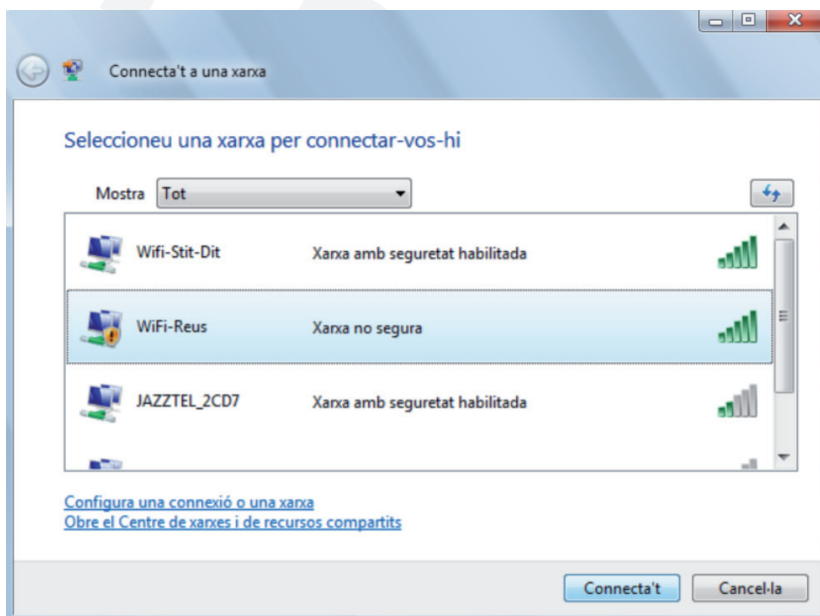 Connecta't a una xarxa
Seleccioneu una xarxa per connectar-vos-hi
Mostra Tot
Wifi-Stit-Dit Xarxa amb seguretat habilitada
WiFi-Reus Xarxa no segura
JAZZTEL_2CD7 Xarxa amb seguretat habilitada
Configura una connexió o una xarxa
Obre el Centre de xarxes i de recursos compartits
Connecta't Cancel·la